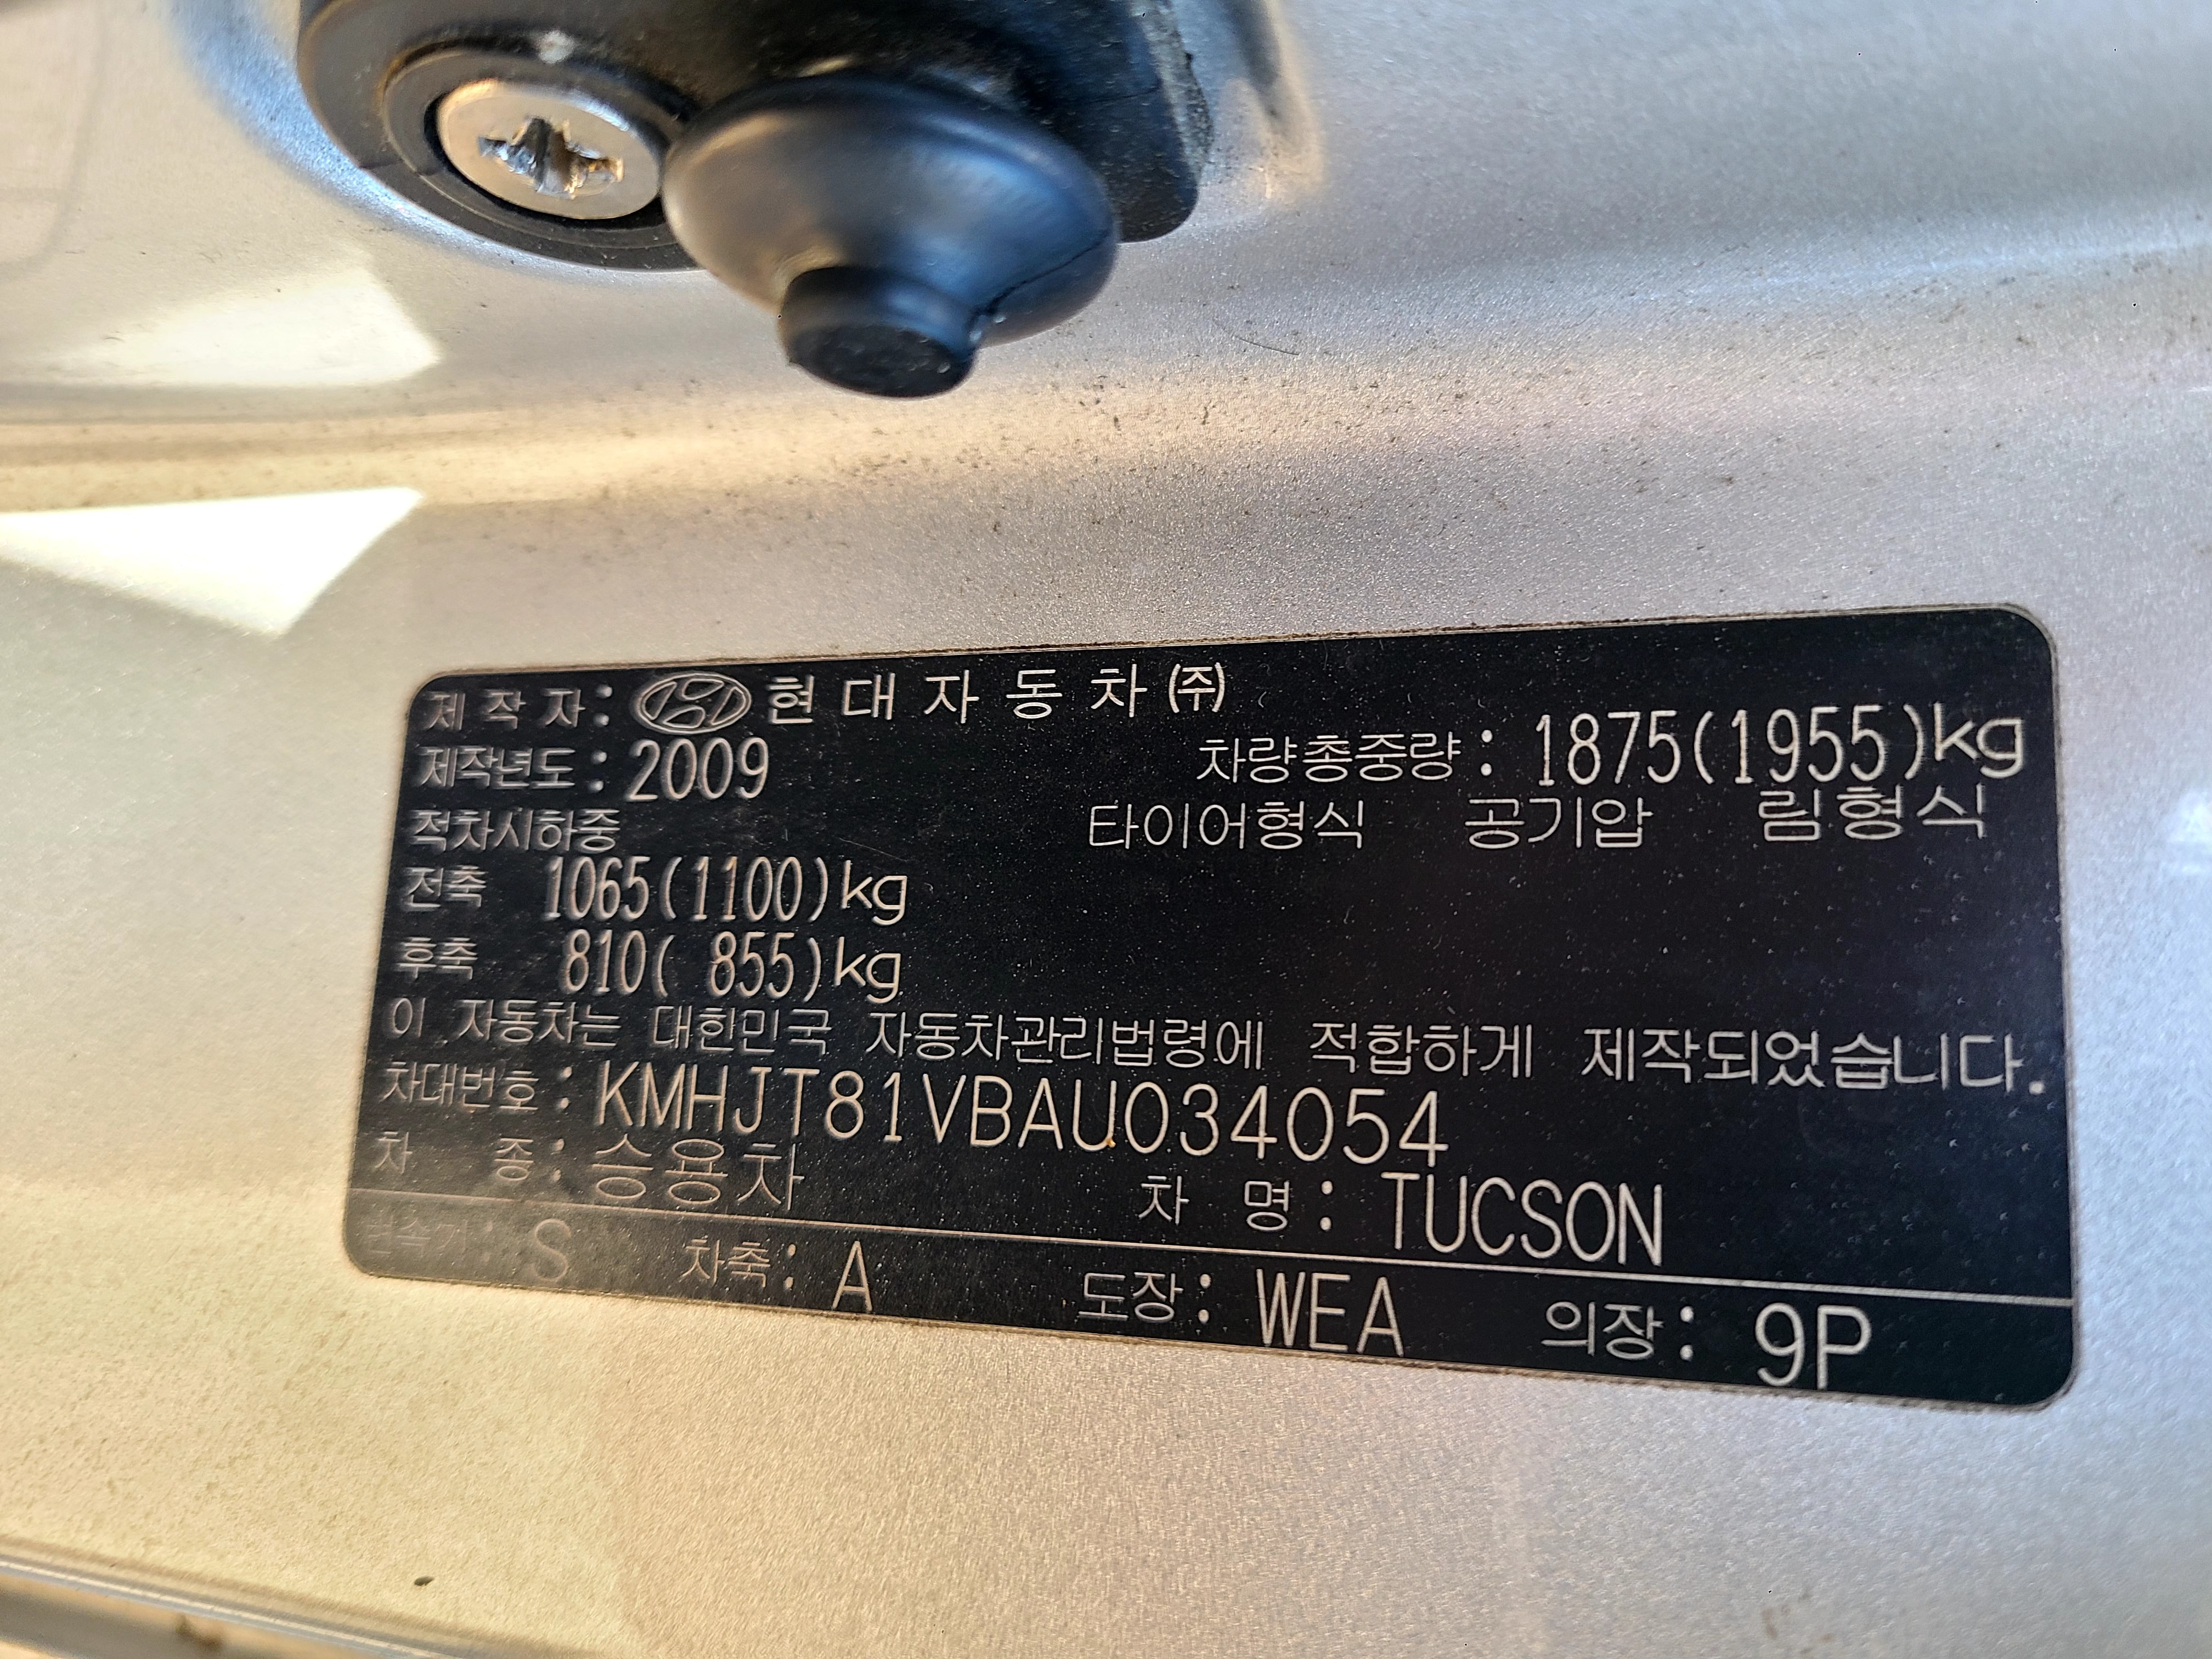 제 작 자 : 현 대 자 동 차 ㈜
제작년도 : 2009 차량총중량 : 1875(1955)kg
적차시하중 타이어형식 공기압 림형식
전축 1065(1100)kg
후축 810( 855)kg
이 자동차는 대한민국 자동차관리법령에 적합하게 제작되었습니다.
차대번호 : KMHJT81VBAU034054
차 종 : 승용차 차 명 : TUCSON
변속기 : S 차축 : A 도장 : WEA 의장 : 9P